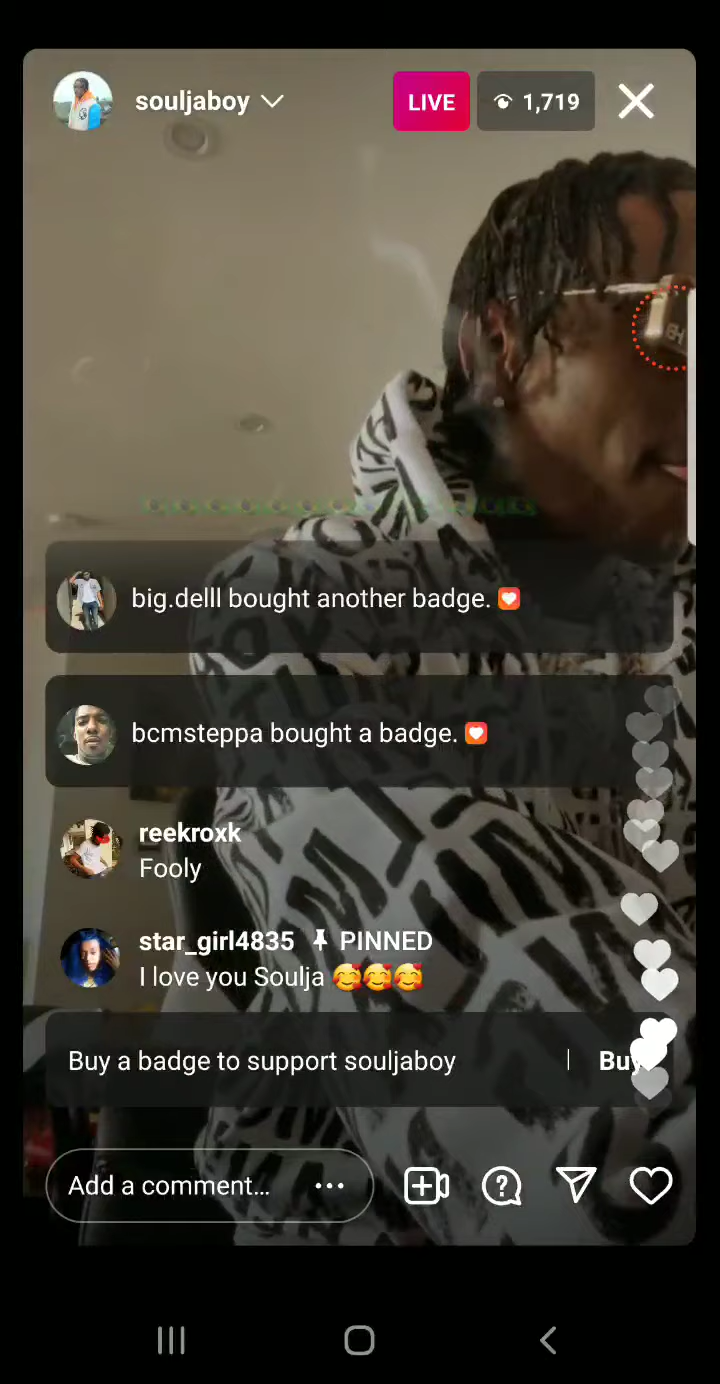 souljaboy
LIVE
1,719
big.delll bought another badge.
bcmsteppa bought a badge.
reekroxk
Fooly
star_girl4835 PINNED
I love you Soulja 🥰🥰🥰
Buy a badge to support souljaboy | Buy
Add a comment...